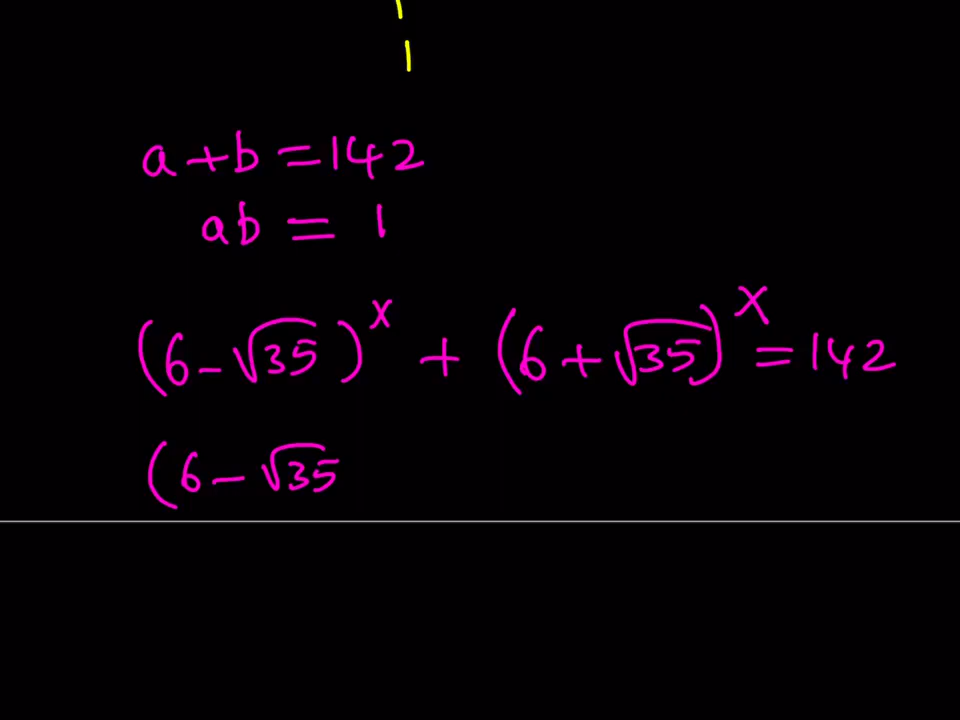 a+b=142
ab = 1
(6-√35)^x + (6+√35)^x = 142
(6-√35